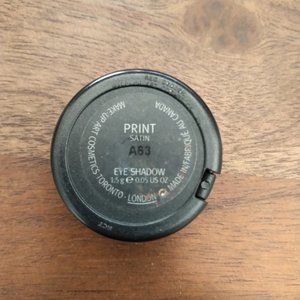 PRINT
SATIN
A63
EYE SHADOW
1.5 g e 0.05 US OZ
MAKE-UP ART COSMETICS TORONTO - LONDON
MADE IN/FABRIQUÉ AU CANADA